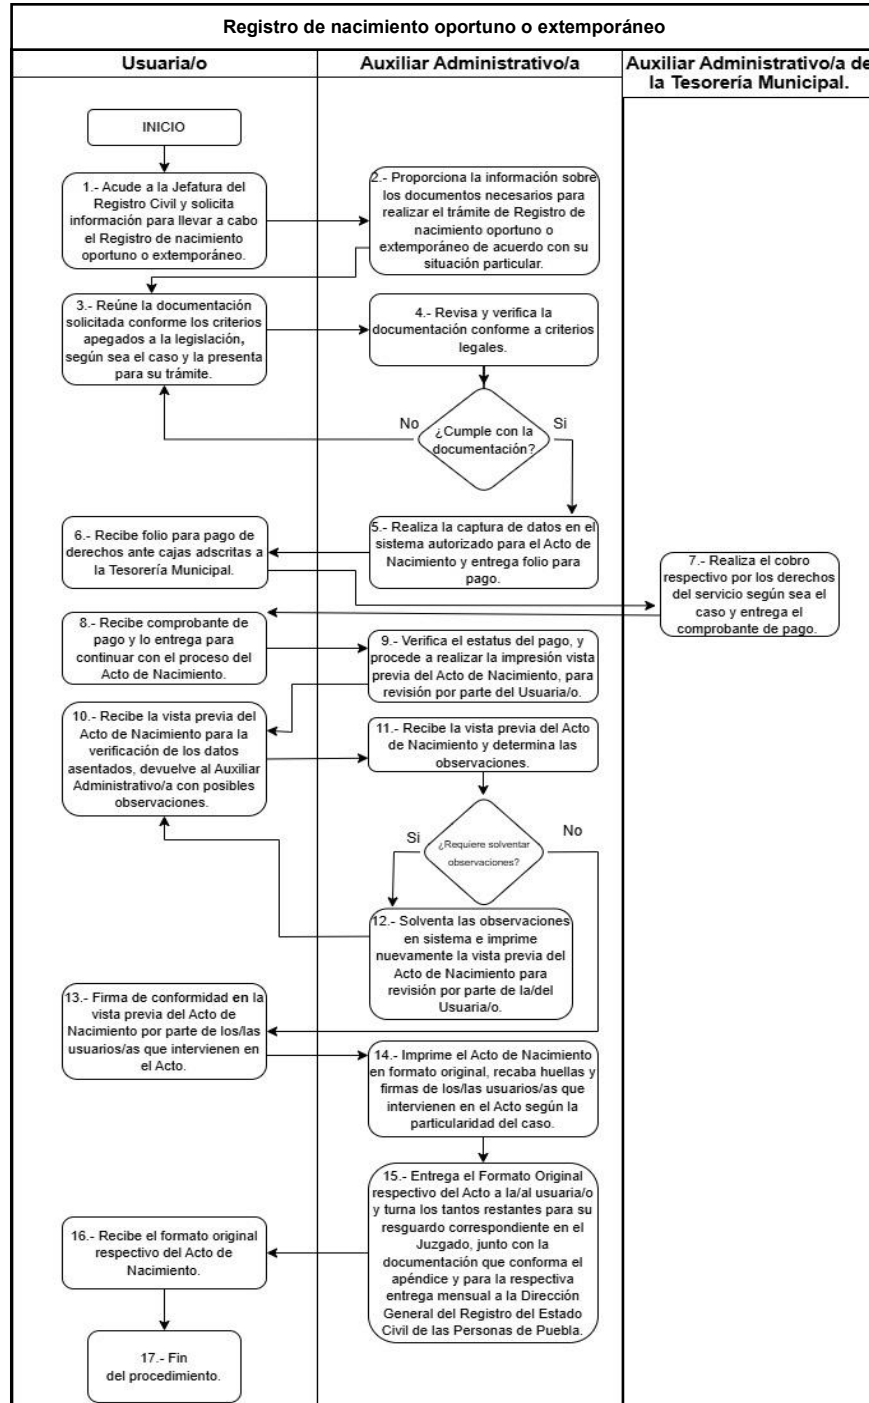 Registro de nacimiento oportuno o extemporáneo
Usuaria/o
Auxiliar Administrativo/a
Auxiliar Administrativo/a de
la Tesorería Municipal.
INICIO
1.- Acude a la Jefatura del
Registro Civil y solicita
información para llevar a cabo
el Registro de nacimiento
oportuno o extemporáneo.
2.- Proporciona la información sobre
los documentos necesarios para
realizar el trámite de Registro de
nacimiento oportuno o
extemporáneo de acuerdo con su
situación particular.
3.- Reúne la documentación
solicitada conforme los criterios
apegados a la legislación,
según sea el caso y la presenta
para su trámite.
4.- Revisa y verifica la
documentación conforme a criterios
legales.
No
¿Cumple con la
documentación?
Si
5.- Realiza la captura de datos en el
sistema autorizado para el Acto de
Nacimiento y entrega folio para
pago.
6.- Recibe folio para pago de
derechos ante cajas adscritas a
la Tesorería Municipal.
7.- Realiza el cobro
respectivo por los derechos
del servicio según sea el
caso y entrega el
comprobante de pago.
8.- Recibe comprobante de
pago y lo entrega para
continuar con el proceso del
Acto de Nacimiento.
9.- Verifica el estatus del pago, y
procede a realizar la impresión vista
previa del Acto de Nacimiento, para
revisión por parte del Usuaria/o.
10.- Recibe la vista previa del
Acto de Nacimiento para la
verificación de los datos
asentados, devuelve al Auxiliar
Administrativo/a con posibles
observaciones.
11.- Recibe la vista previa del Acto
de Nacimiento y determina las
observaciones.
Si
¿Requiere solventar
observaciones?
No
12.- Solventa las observaciones
en sistema e imprime
nuevamente la vista previa del
Acto de Nacimiento para
revisión por parte de la/del
Usuaria/o.
13.- Firma de conformidad en la
vista previa del Acto de
Nacimiento por parte de los/las
usuarios/as que intervienen en
el Acto.
14.- Imprime el Acto de Nacimiento
en formato original, recaba huellas y
firmas de los/las usuarios/as que
intervienen en el Acto según la
particularidad del caso.
15.- Entrega el Formato Original
respectivo del Acto a la/al usuaria/o
y turna los tantos restantes para su
resguardo correspondiente en el
Juzgado, junto con la
documentación que conforma el
apéndice y para la respectiva
entrega mensual a la Dirección
General del Registro del Estado
Civil de las Personas de Puebla.
16.- Recibe el formato original
respectivo del Acto de
Nacimiento.
17.- Fin
del procedimiento.